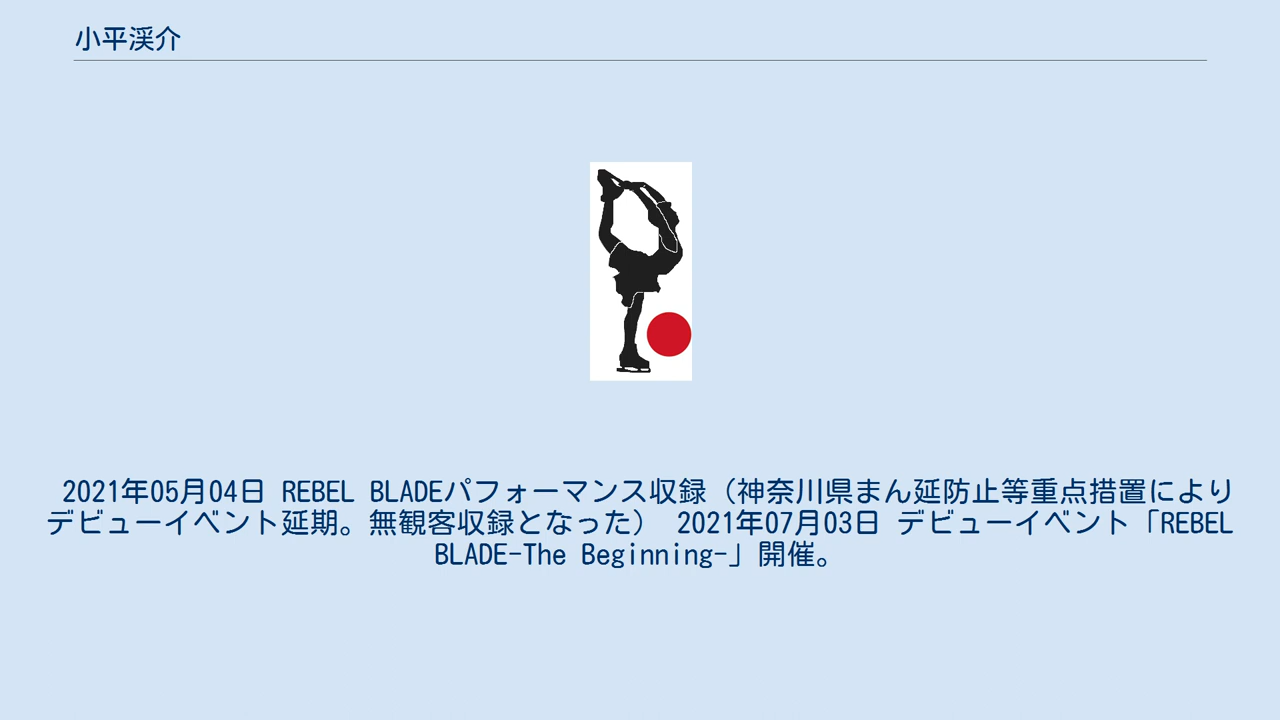 小平渓介
2021年05月04日 REBEL BLADEパフォーマンス収録（神奈川県まん延防止等重点措置により
デビューイベント延期。無観客収録となった） 2021年07月03日 デビューイベント「REBEL
BLADE-The Beginning-」開催。